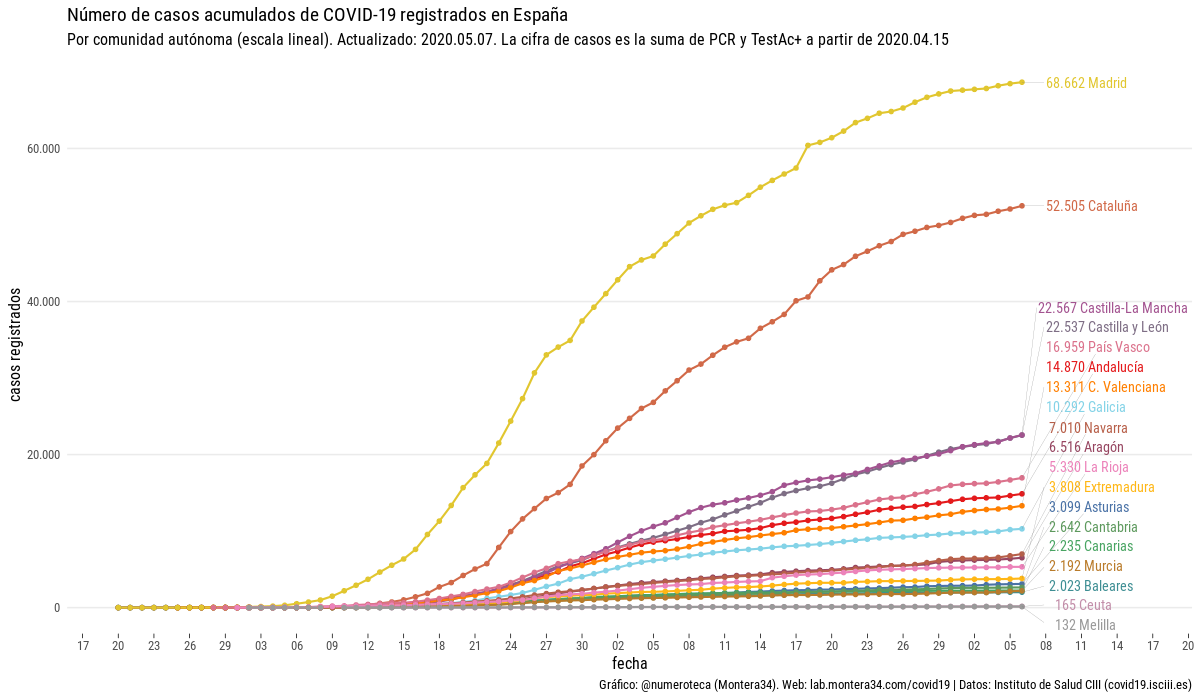 Número de casos acumulados de COVID-19 registrados en España
Por comunidad autónoma (escala lineal). Actualizado: 2020.05.07. La cifra de casos es la suma de PCR y TestAc+ a partir de 2020.04.15
casos registrados
60.000
40.000
20.000
0
68.662 Madrid
52.505 Cataluña
22.567 Castilla-La Mancha
22.537 Castilla y León
16.959 País Vasco
14.870 Andalucía
13.311 C. Valenciana
10.292 Galicia
7.010 Navarra
6.516 Aragón
5.330 La Rioja
3.808 Extremadura
3.099 Asturias
2.642 Cantabria
2.235 Canarias
2.192 Murcia
2.023 Baleares
165 Ceuta
132 Melilla
17 20 23 26 29 03 06 09 12 15 18 21 24 27 30 02 05 08 11 14 17 20 23 26 29 02 05 08 11 14 17 20
fecha
Gráfico: @numeroteca (Montera34). Web: lab.montera34.com/covid19 | Datos: Instituto de Salud CIII (covid19.isciii.es)